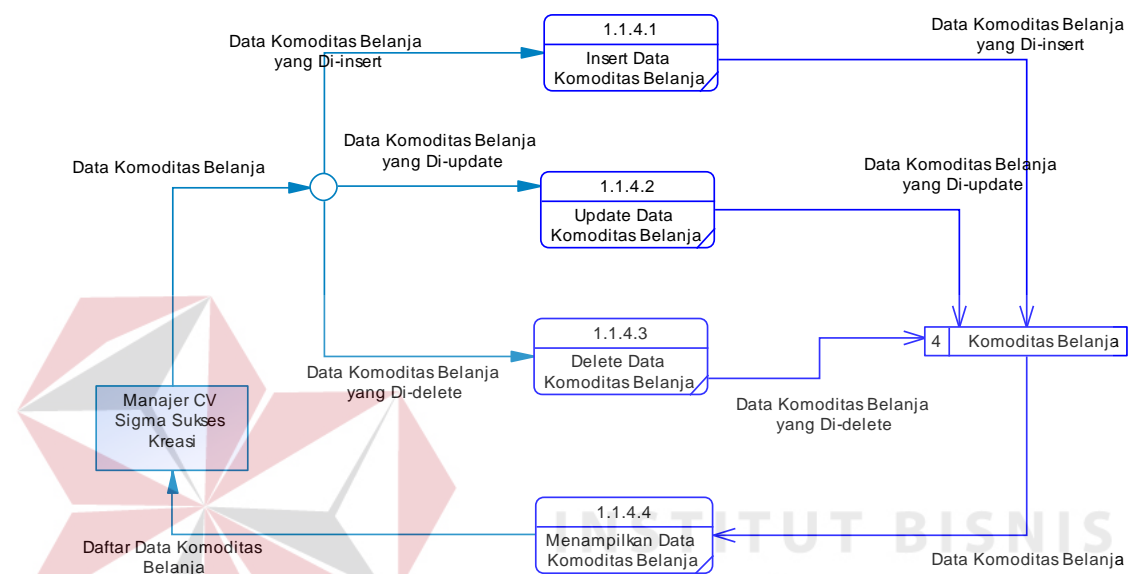 Data Komoditas Belanja
yang Di-insert
1.1.4.1
Insert Data
Komoditas Belanja
Data Komoditas Belanja
yang Di-insert
Data Komoditas Belanja
Data Komoditas Belanja
yang Di-update
1.1.4.2
Update Data
Komoditas Belanja
Data Komoditas Belanja
yang Di-update
1.1.4.3
Delete Data
Komoditas Belanja
4 Komoditas Belanja
Data Komoditas Belanja
yang Di-delete
Data Komoditas Belanja
yang Di-delete
Manajer CV
Sigma Sukses
Kreasi
1.1.4.4
Menampilkan Data
Komoditas Belanja
INSTITUT BISNIS
Daftar Data Komoditas
Belanja
Data Komoditas Belanja